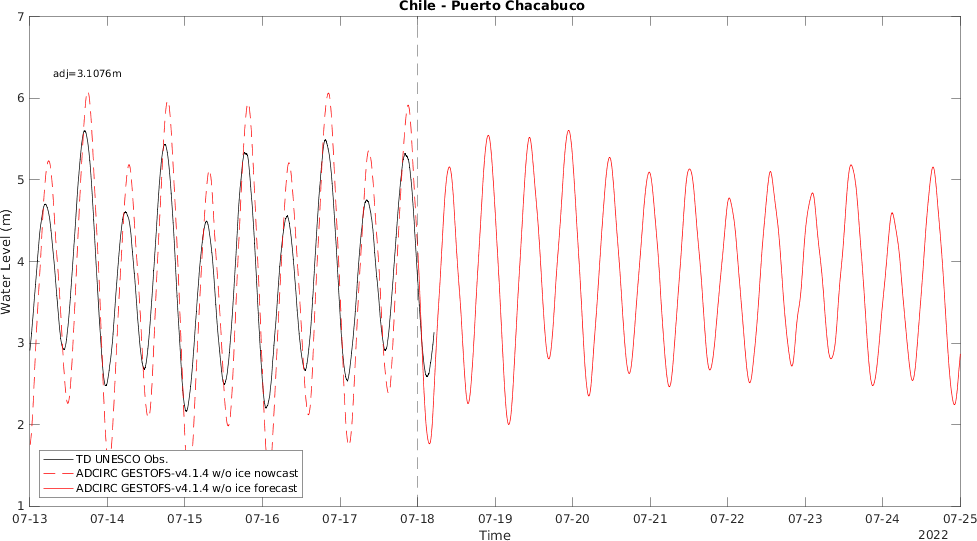 Chile - Puerto Chacabuco
7
6
5
4
3
2
1
Water Level (m)
adj=3.1076m
TD UNESCO Obs.
ADCIRC GESTOFS-v4.1.4 w/o ice nowcast
ADCIRC GESTOFS-v4.1.4 w/o ice forecast
07-13 07-14 07-15 07-16 07-17 07-18 07-19 07-20 07-21 07-22 07-23 07-24 07-25
Time
2022